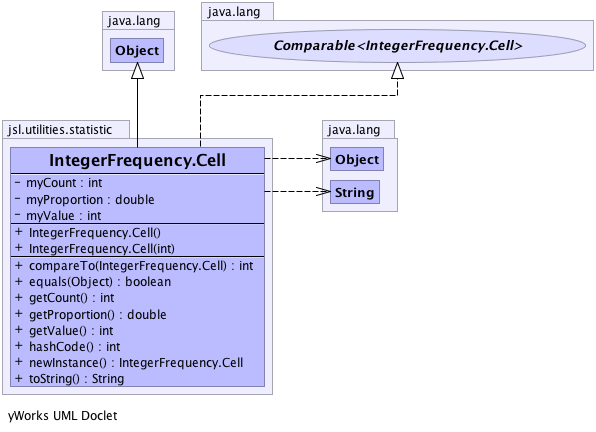 java.lang
Object
java.lang
Comparable<IntegerFrequency.Cell>
jsl.utilities.statistic
IntegerFrequency.Cell
- myCount : int
- myProportion : double
- myValue : int
+ IntegerFrequency.Cell()
+ IntegerFrequency.Cell(int)
+ compareTo(IntegerFrequency.Cell) : int
+ equals(Object) : boolean
+ getCount() : int
+ getProportion() : double
+ getValue() : int
+ hashCode() : int
+ newInstance() : IntegerFrequency.Cell
+ toString() : String
java.lang
Object
String
yWorks UML Doclet